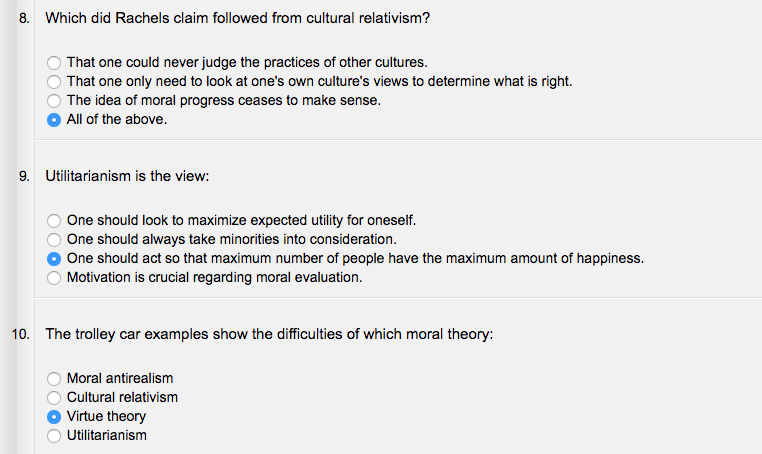 8. Which did Rachels claim followed from cultural relativism?
That one could never judge the practices of other cultures.
That one only need to look at one's own culture's views to determine what is right.
The idea of moral progress ceases to make sense.
All of the above.
9. Utilitarianism is the view:
One should look to maximize expected utility for oneself.
One should always take minorities into consideration.
One should act so that maximum number of people have the maximum amount of happiness.
Motivation is crucial regarding moral evaluation.
10. The trolley car examples show the difficulties of which moral theory:
Moral antirealism
Cultural relativism
Virtue theory
Utilitarianism